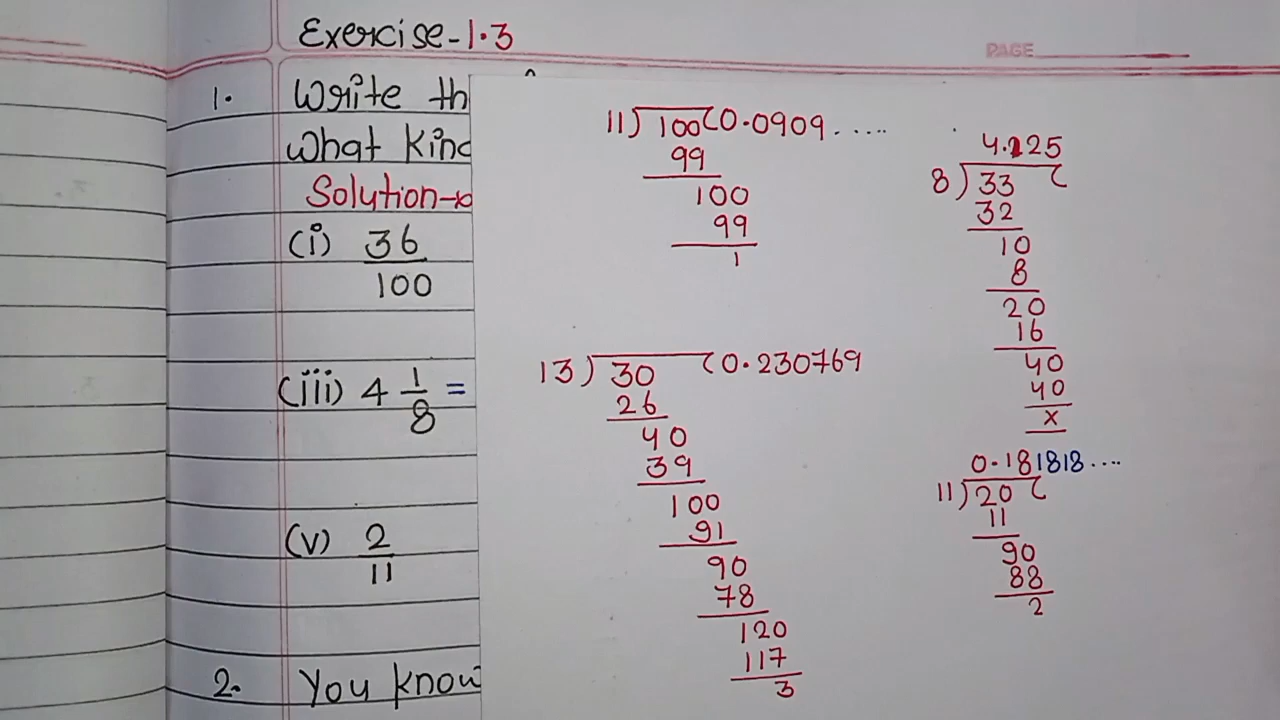 Exercise-1.3
PAGE
1. Write th
What Kind
Solution→
(i) 36
100
(iii) 4 1/8 =
(v) 2
11
2. You know
11) 100 (0.0909.....
99
100
99
1
13) 30 (0.230769
26
40
39
100
91
90
78
120
117
3
4.125
8) 33 (
32
10
8
20
16
40
40
x
0.181818....
11) 20 (
11
90
88
2